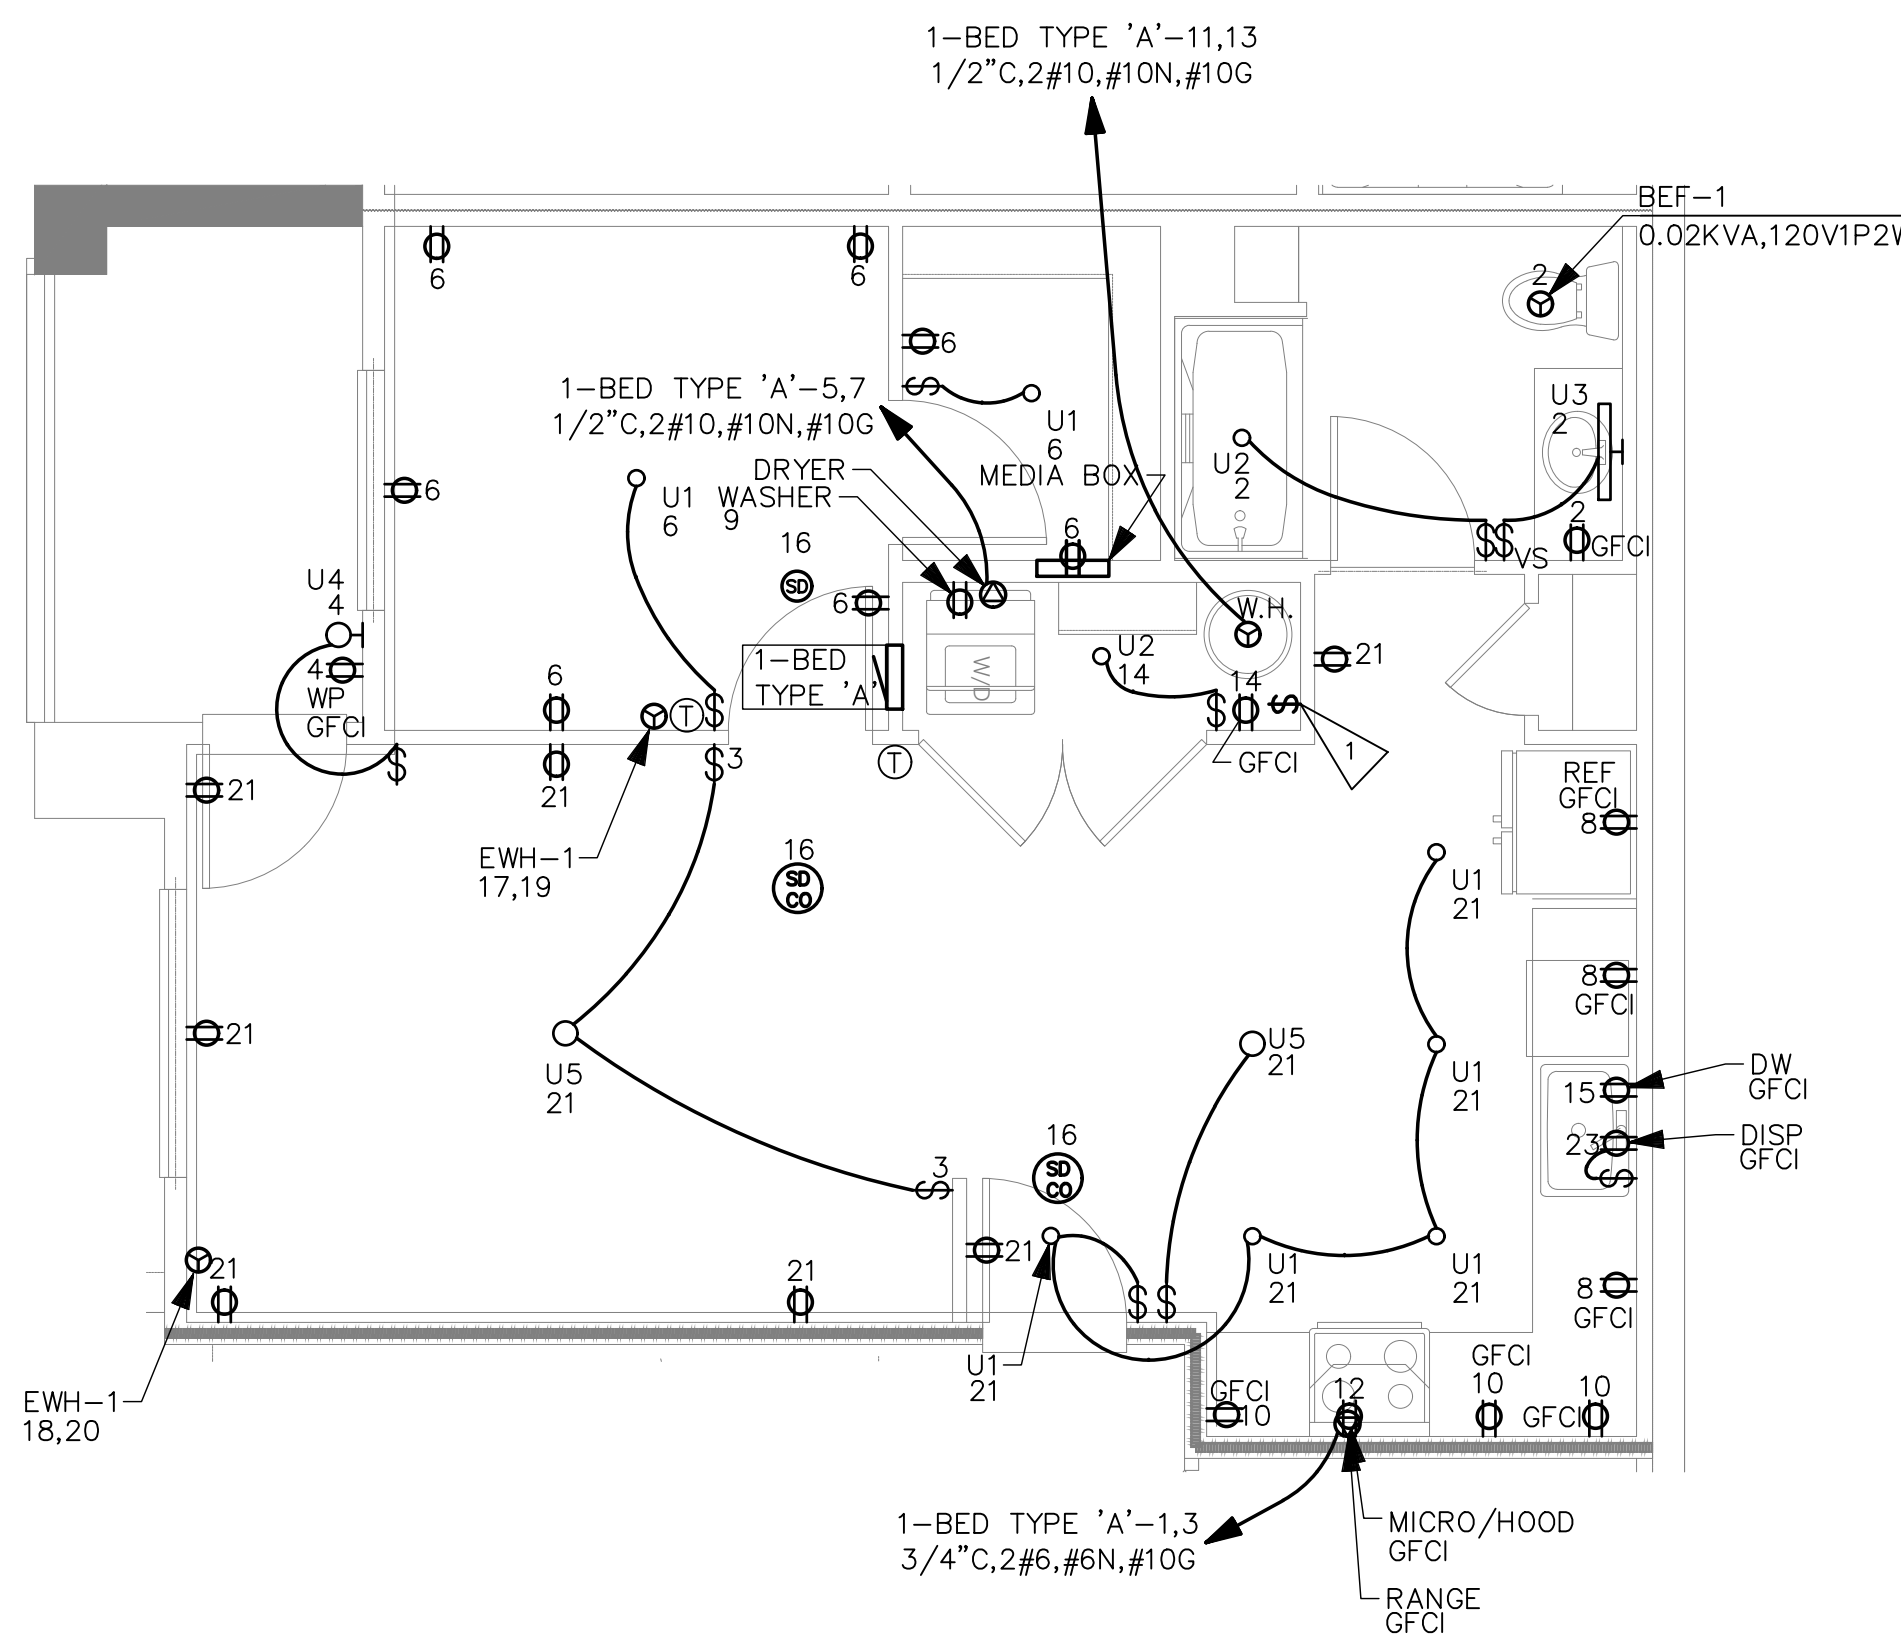 1-BED TYPE 'A'-11,13
1/2"C,2#10,#10N,#10G
BEF-1
0.02KVA,120V1P2W
2
6
6
6
1-BED TYPE 'A'-5,7
1/2"C,2#10,#10N,#10G
$
U1
6
U3
2
DRYER
WASHER
9
MEDIA BOX
U2
2
6
U1
6
6
2
GFCI
$$
VS
16
SD
U4
4
6
W.H.
4
WP
GFCI
1-BED
TYPE 'A'
W/D
U2
14
21
6
T
$
$
14
$
GFCI
1
$
21
$
3
T
21
REF
GFCI
8
EWH-1
17,19
16
SD
CO
U1
21
8
GFCI
21
U5
21
U5
21
U1
21
DW
GFCI
15
DISP
GFCI
23
$
16
SD
CO
3
$
21
21
21
21
$
$
U1
21
U1
21
8
GFCI
U1
21
EWH-1
18,20
GFCI
10
12
GFCI
10
10
GFCI
1-BED TYPE 'A'-1,3
3/4"C,2#6,#6N,#10G
MICRO/HOOD
GFCI
RANGE
GFCI